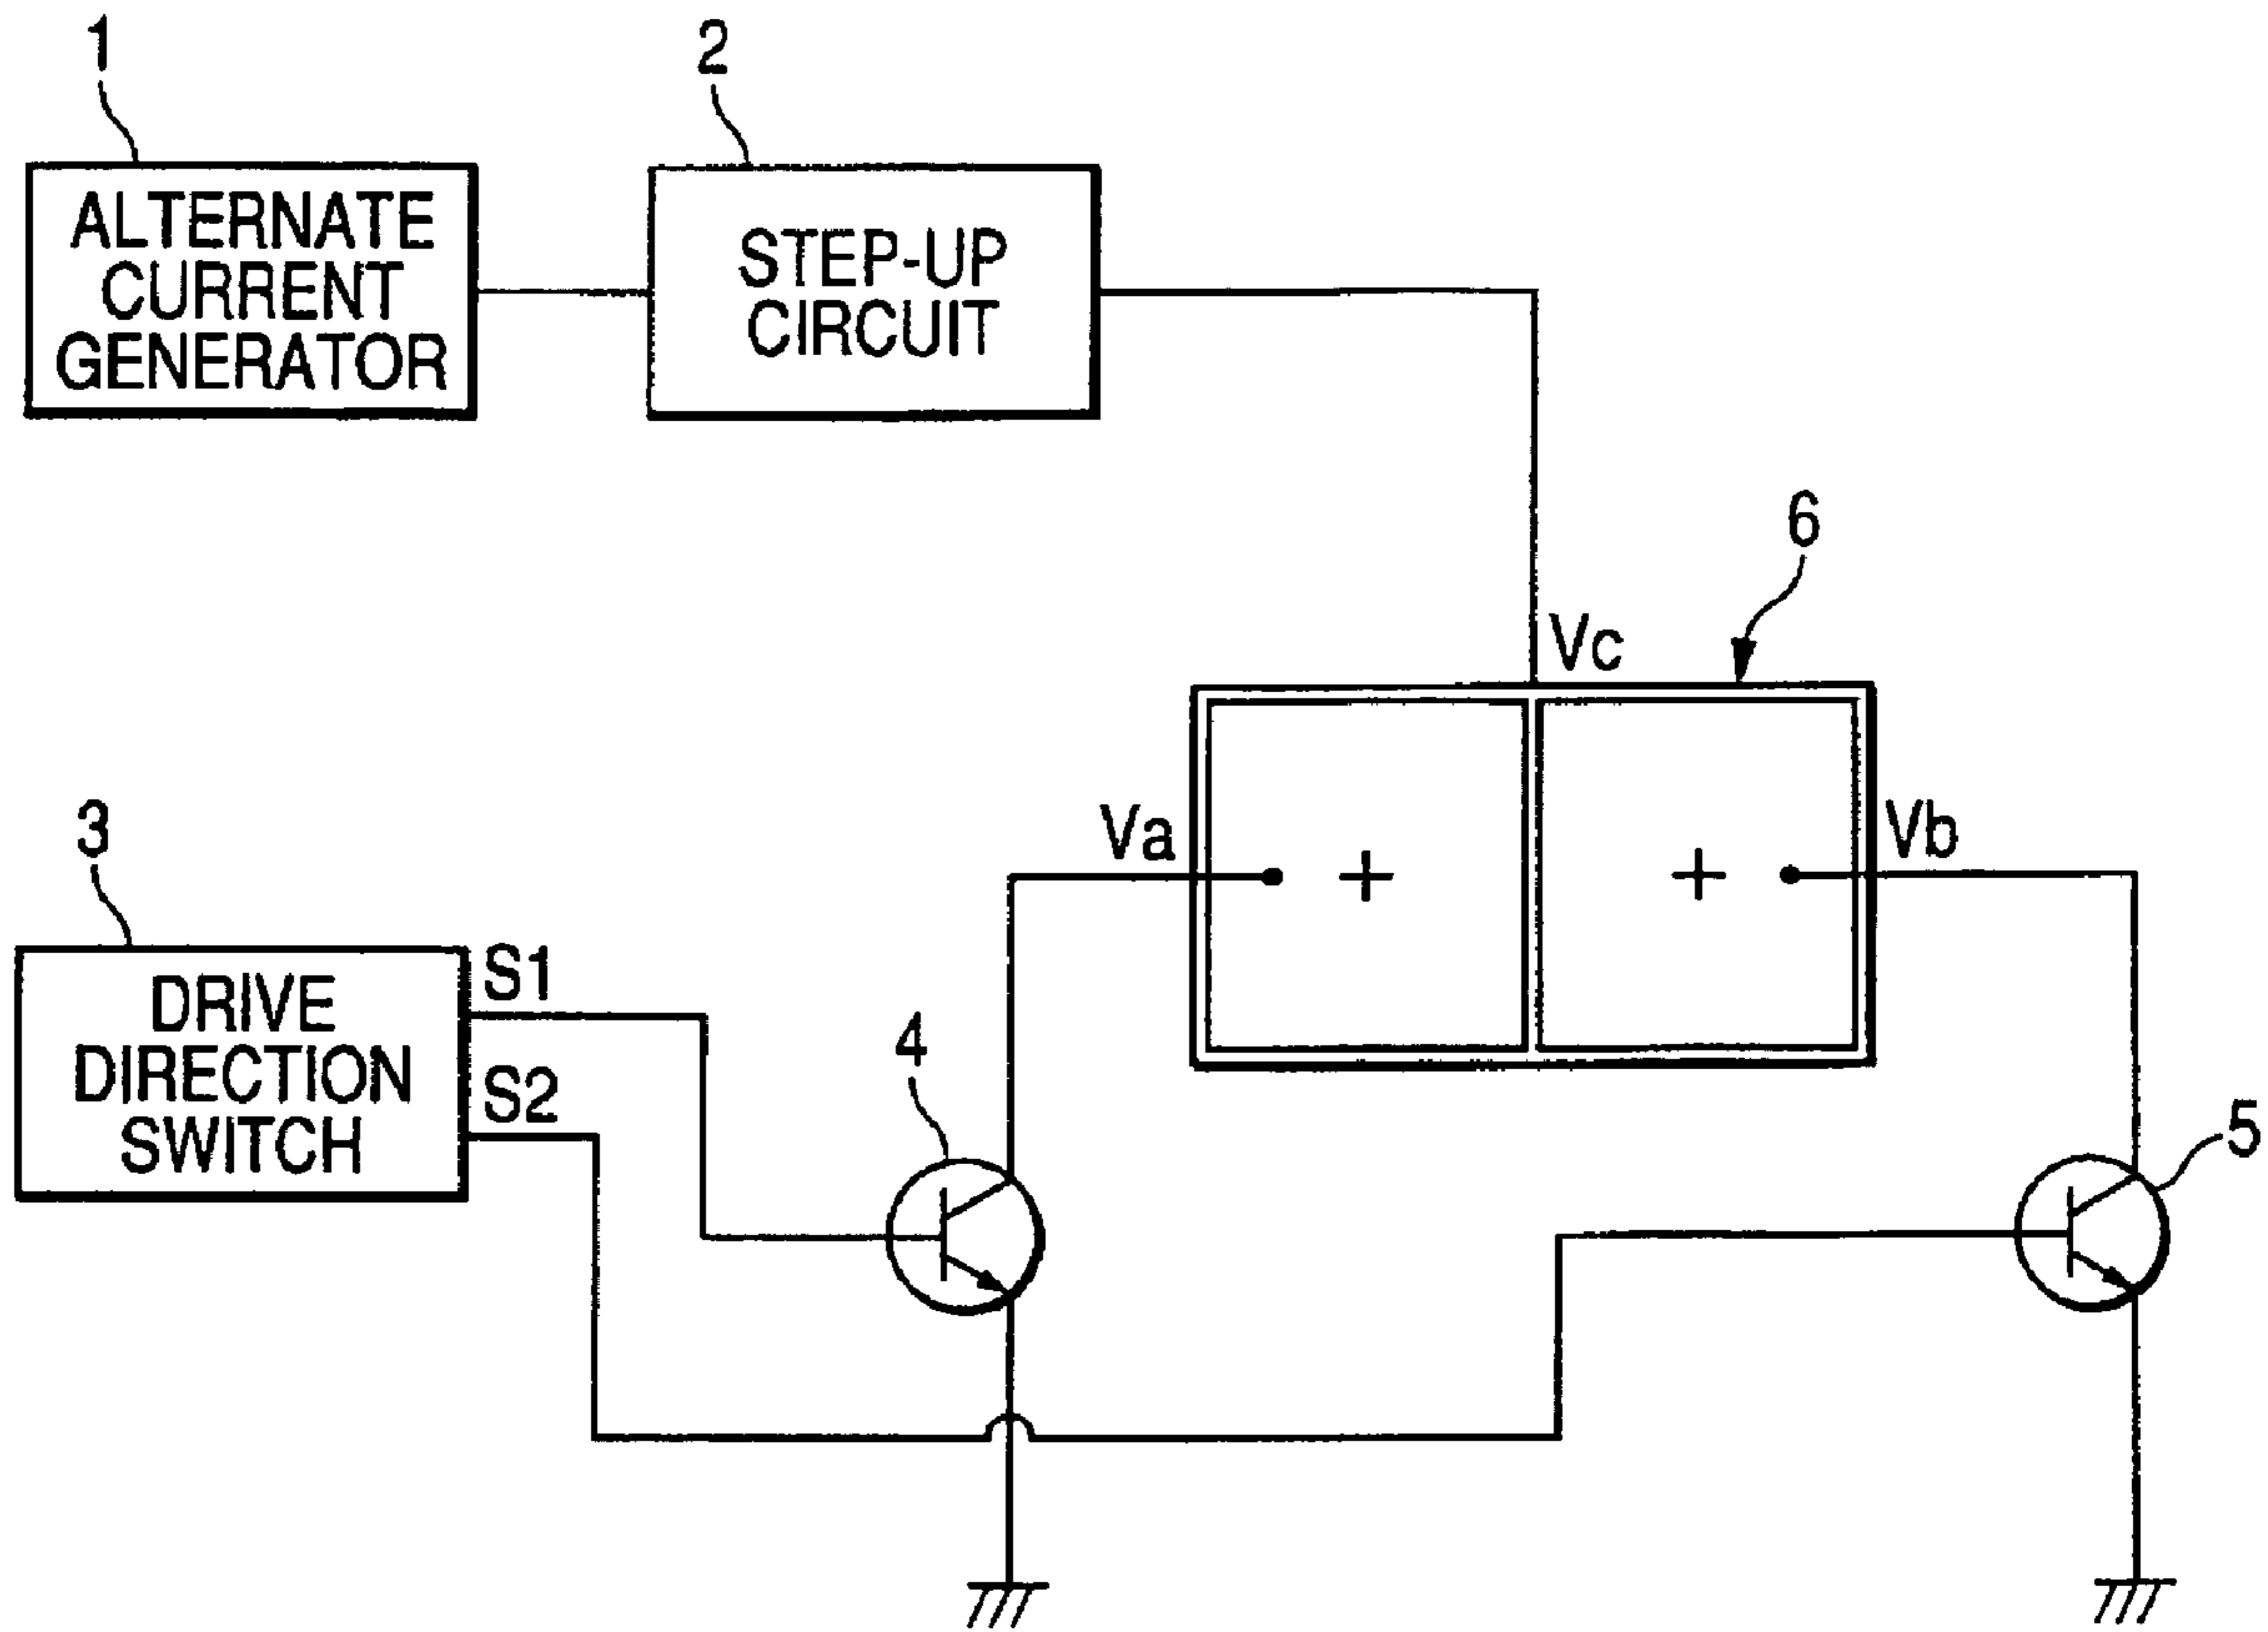 1
2
ALTERNATE
CURRENT
GENERATOR
STEP-UP
CIRCUIT
6
Vc
Va
+
+
Vb
3
DRIVE
DIRECTION
SWITCH
S1
S2
4
5